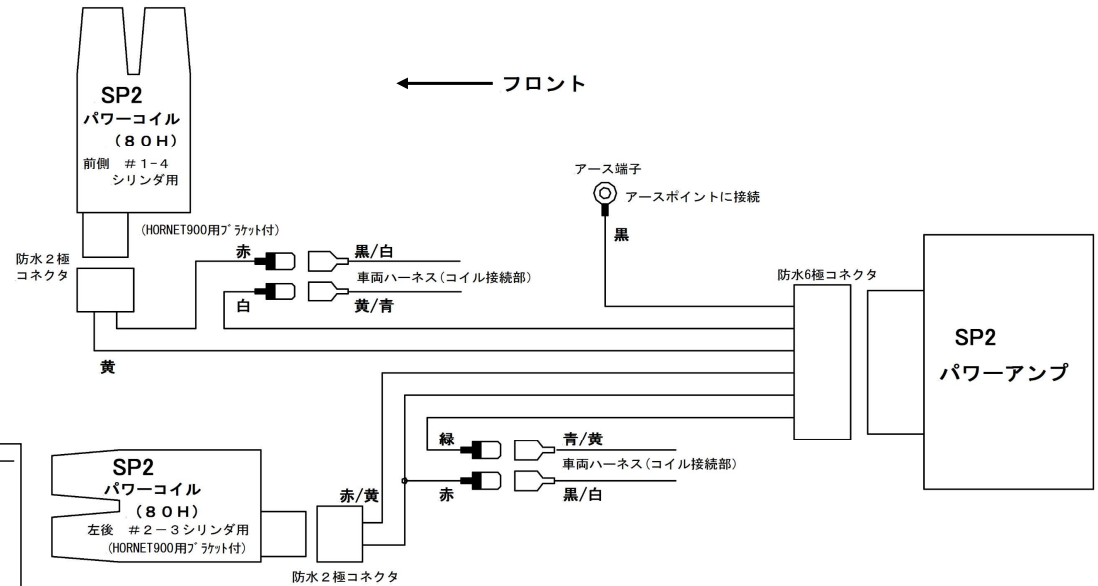 SP2
パワーコイル
(80H)
前側 #1-4
シリンダ用
(HORNET900用ブラケット付)
防水2極
コネクタ
フロント
アース端子
アースポイントに接続
黒
赤
黒/白
車両ハーネス(コイル接続部)
白
黄/青
黄
防水6極コネクタ
SP2
パワーアンプ
緑
青/黄
車両ハーネス(コイル接続部)
赤
黒/白
SP2
パワーコイル
(80H)
左後 #2-3シリンダ用
(HORNET900用ブラケット付)
赤/黄
防水2極コネクタ